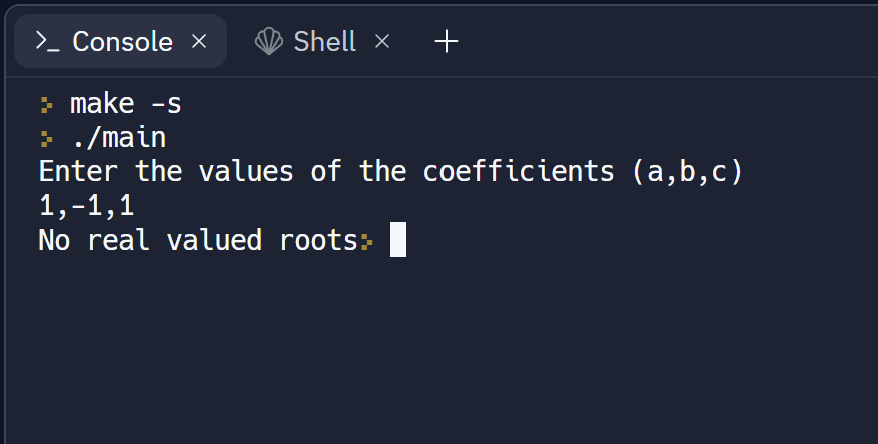 Console
Shell
make -s
./main
Enter the values of the coefficients (a,b,c)
1,-1,1
No real valued roots